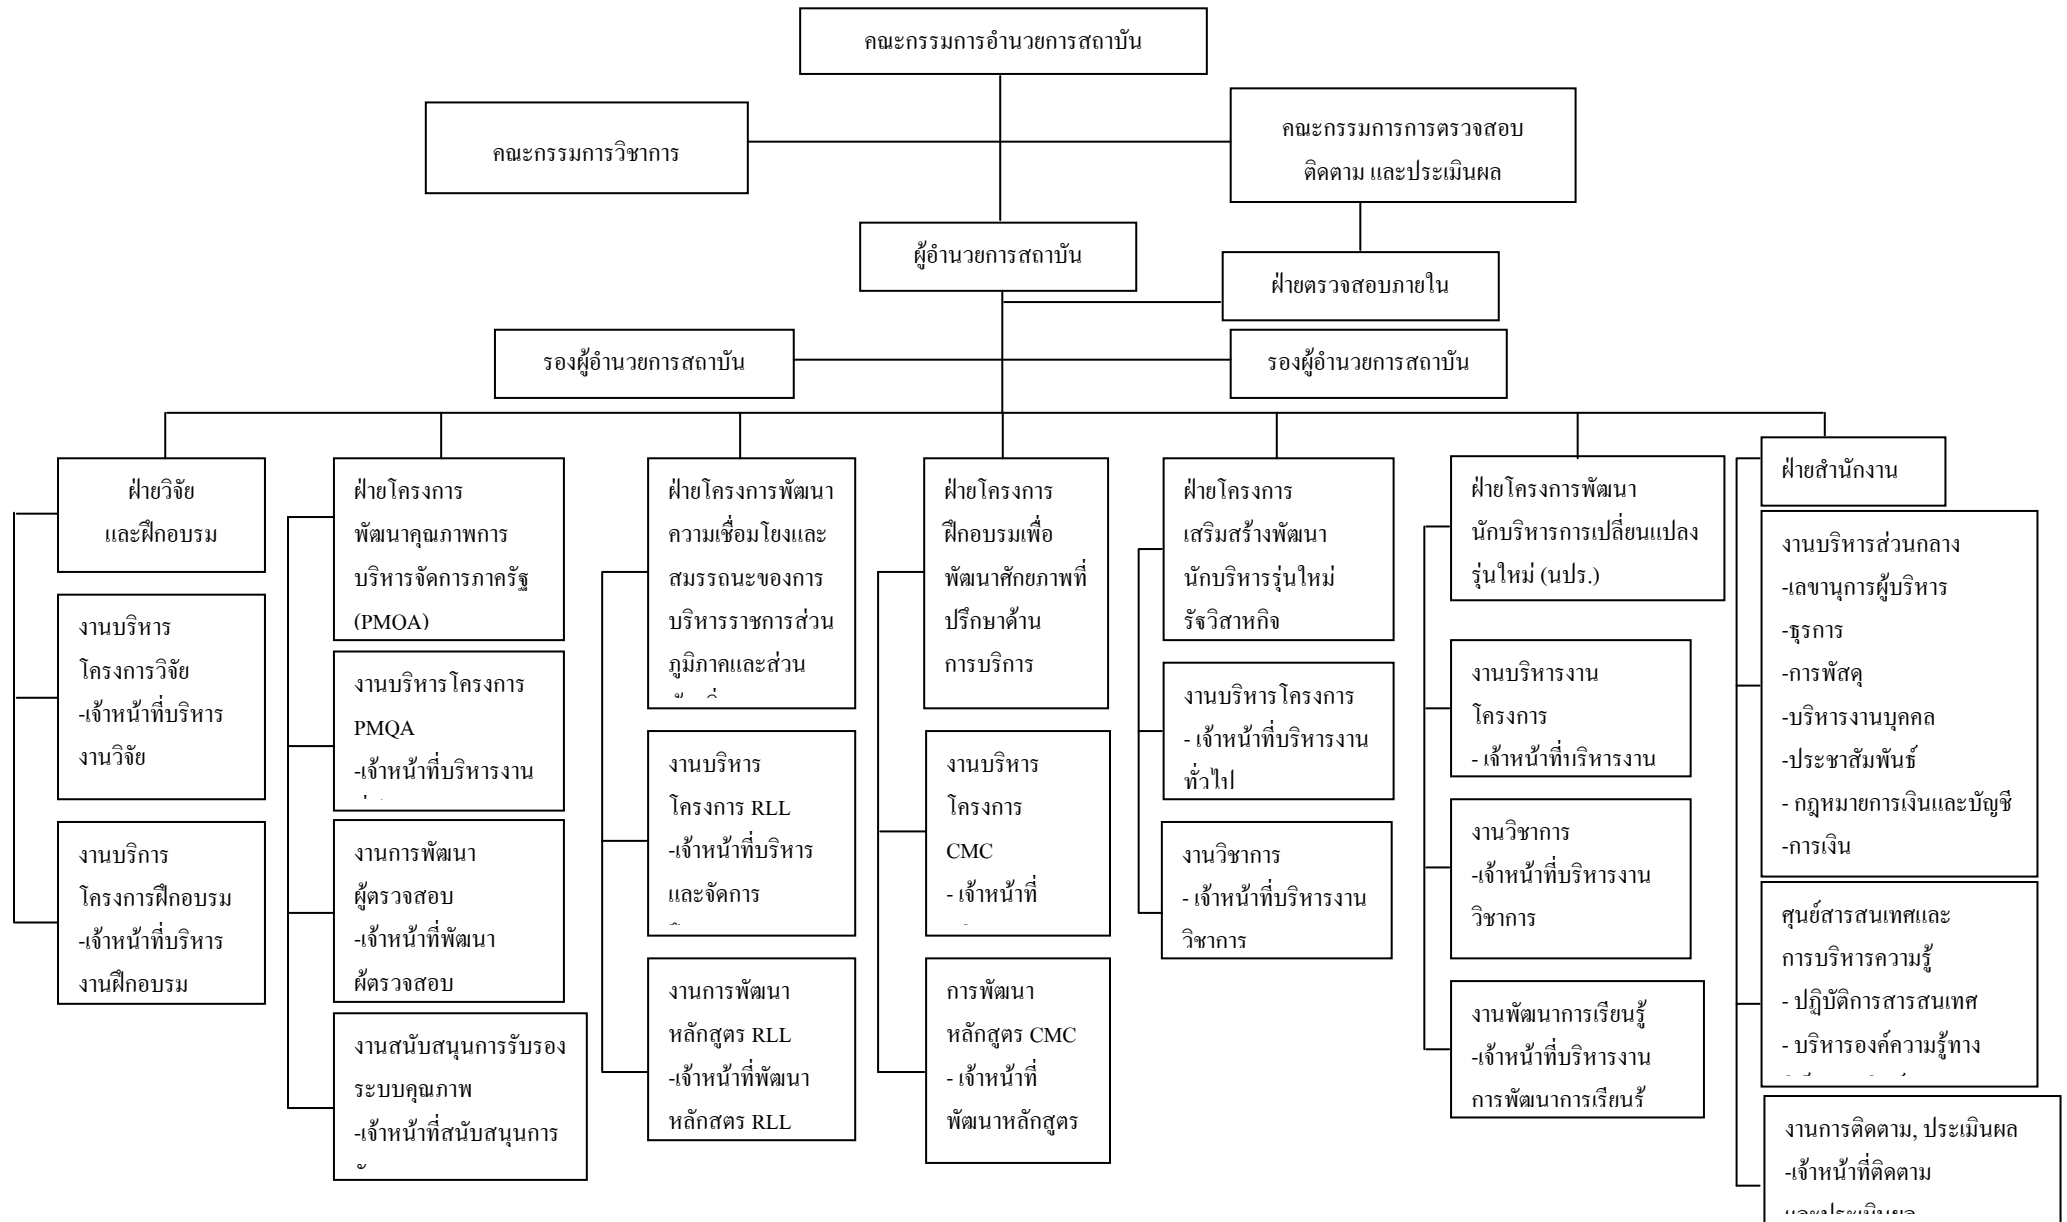 คณะกรรมการอำนวยการสถาบัน
คณะกรรมการวิชาการ
คณะกรรมการการตรวจสอบ
ติดตาม และประเมินผล
ผู้อำนวยการสถาบัน
ฝ่ายตรวจสอบภายใน
รองผู้อำนวยการสถาบัน
รองผู้อำนวยการสถาบัน
ฝ่ายวิจัย
และฝึกอบรม
งานบริหาร
โครงการวิจัย
-เจ้าหน้าที่บริหาร
งานวิจัย
งานบริการ
โครงการฝึกอบรม
-เจ้าหน้าที่บริหาร
งานฝึกอบรม
ฝ่ายโครงการ
พัฒนาคุณภาพการ
บริหารจัดการภาครัฐ
(PMQA)
งานบริหารโครงการ
PMQA
-เจ้าหน้าที่บริหารงาน
งานการพัฒนา
ผู้ตรวจสอบ
-เจ้าหน้าที่พัฒนา
ผู้ตรวจสอบ
งานสนับสนุนการรับรอง
ระบบคุณภาพ
-เจ้าหน้าที่สนับสนุนการ
ฝ่ายโครงการพัฒนา
ความเชื่อมโยงและ
สมรรถนะของการ
บริหารราชการส่วน
ภูมิภาคและส่วน
งานบริหาร
โครงการ RLL
-เจ้าหน้าที่บริหาร
และจัดการ
งานการพัฒนา
หลักสูตร RLL
-เจ้าหน้าที่พัฒนา
หลักสูตร RLL
ฝ่ายโครงการ
ฝึกอบรมเพื่อ
พัฒนาศักยภาพที่
ปรึกษาด้าน
การบริการ
งานบริหาร
โครงการ
CMC
- เจ้าหน้าที่
การพัฒนา
หลักสูตร CMC
- เจ้าหน้าที่
พัฒนาหลักสูตร
ฝ่ายโครงการ
เสริมสร้างพัฒนา
นักบริหารรุ่นใหม่
รัฐวิสาหกิจ
งานบริหารโครงการ
- เจ้าหน้าที่บริหารงาน
ทั่วไป
งานวิชาการ
- เจ้าหน้าที่บริหารงาน
วิชาการ
ฝ่ายโครงการพัฒนา
นักบริหารการเปลี่ยนแปลง
รุ่นใหม่ (นปร.)
งานบริหารงาน
โครงการ
- เจ้าหน้าที่บริหารงาน
งานวิชาการ
-เจ้าหน้าที่บริหารงาน
วิชาการ
งานพัฒนาการเรียนรู้
-เจ้าหน้าที่บริหารงาน
การพัฒนาการเรียนรู้
ฝ่ายสำนักงาน
งานบริหารส่วนกลาง
-เลขานุการผู้บริหาร
-ธุรการ
-การพัสดุ
-บริหารงานบุคคล
-ประชาสัมพันธ์
- กฎหมายการเงินและบัญชี
-การเงิน
ศูนย์สารสนเทศและ
การบริหารความรู้
- ปฏิบัติการสารสนเทศ
- บริหารองค์ความรู้ทาง
งานการติดตาม, ประเมินผล
-เจ้าหน้าที่ติดตาม
และประเมินผล